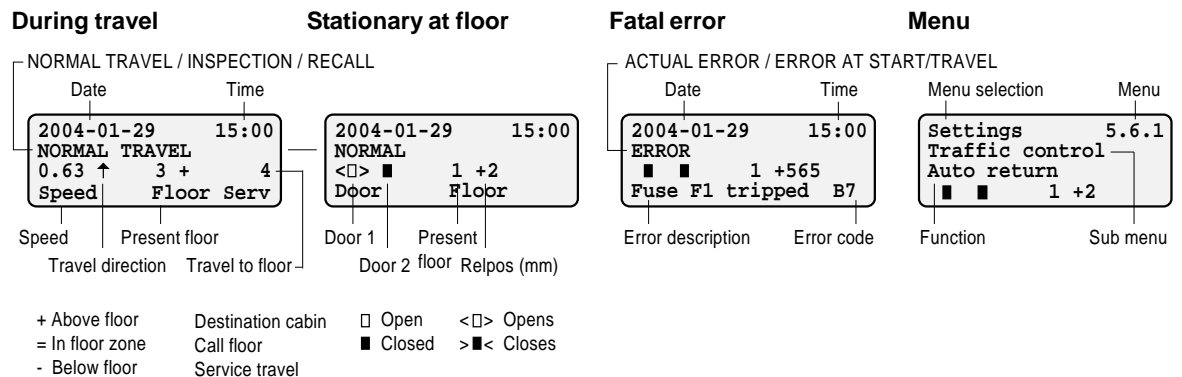 During travel
Stationary at floor
Fatal error
Menu
NORMAL TRAVEL / INSPECTION / RECALL
ACTUAL ERROR / ERROR AT START/TRAVEL
Date Time
Date Time
Menu selection Menu
2004-01-29 15:00
NORMAL TRAVEL
0.63 ↑ 3 + 4
Speed Floor Serv
2004-01-29 15:00
NORMAL
<▯> ▮ 1 +2
Door Floor
2004-01-29 15:00
ERROR
▮ ▮ 1 +565
Fuse F1 tripped B7
Settings 5.6.1
Traffic control
Auto return
▮ ▮ 1 +2
Speed Present floor
Travel direction Travel to floor
Door 1 Present
Door 2 floor Relpos (mm)
Error description Error code
Function Sub menu
+ Above floor
= In floor zone
- Below floor
Destination cabin
Call floor
Service travel
▯ Open <▯> Opens
▮ Closed >▮< Closes